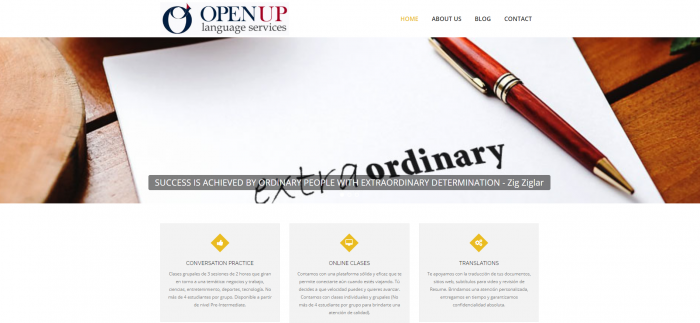 OPEN UP
language services
HOME ABOUT US BLOG CONTACT
extraordinary
SUCCESS IS ACHIEVED BY ORDINARY PEOPLE WITH EXTRAORDINARY DETERMINATION - Zig Ziglar
CONVERSATION PRACTICE
Clases grupales de 5 sesiones de 2 horas que giran
en torno a una temática: negocios y trabajo,
ciencias, entretenimiento, deportes, tecnología, (No
más de 4 estudiantes por grupo. Disponible a partir
de nivel Pre-Intermediate.
ONLINE CLASES
Contamos con una plataforma sólida y eficaz que te
permite conectarte aún cuando estés viajando. Tú
decides a que velocidad puedes y quieres avanzar.
Contamos con clases individuales y grupales (No
más de 4 estudiantes por grupo para brindarte una
atención de calidad).
TRANSLATIONS
Te apoyamos con la traducción de tus documentos,
sitios web, subtítulos para video y revisión de
Resume. Brindamos una atención personalizada,
entregamos en tiempo y garantizamos
confidencialidad absoluta.